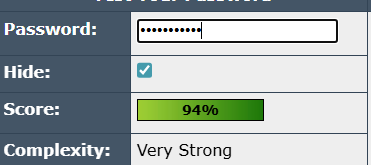 Password:
•••••••••••
Hide:
Score:
94%
Complexity:
Very Strong